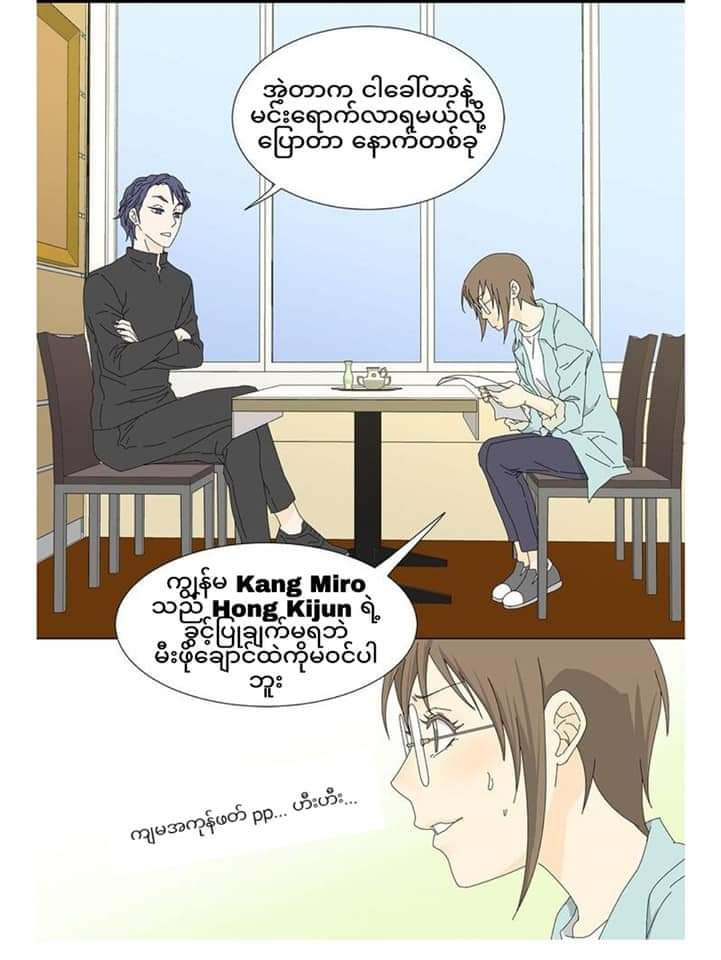 အဲ့တာက ငါခေါ်တာနဲ့
မင်းရောက်လာရမယ်လို့
ပြောတာ နောက်တစ်ခု
ကျွန်မ Kang Miro
သည် Hong Kijun ရဲ့
ခွင့်ပြုချက်မရဘဲ
မီးဖိုချောင်ထဲကိုမဝင်ပါ
ဘူး
ကျမအကုန်ဖတ် pp... ဟီးဟီး...